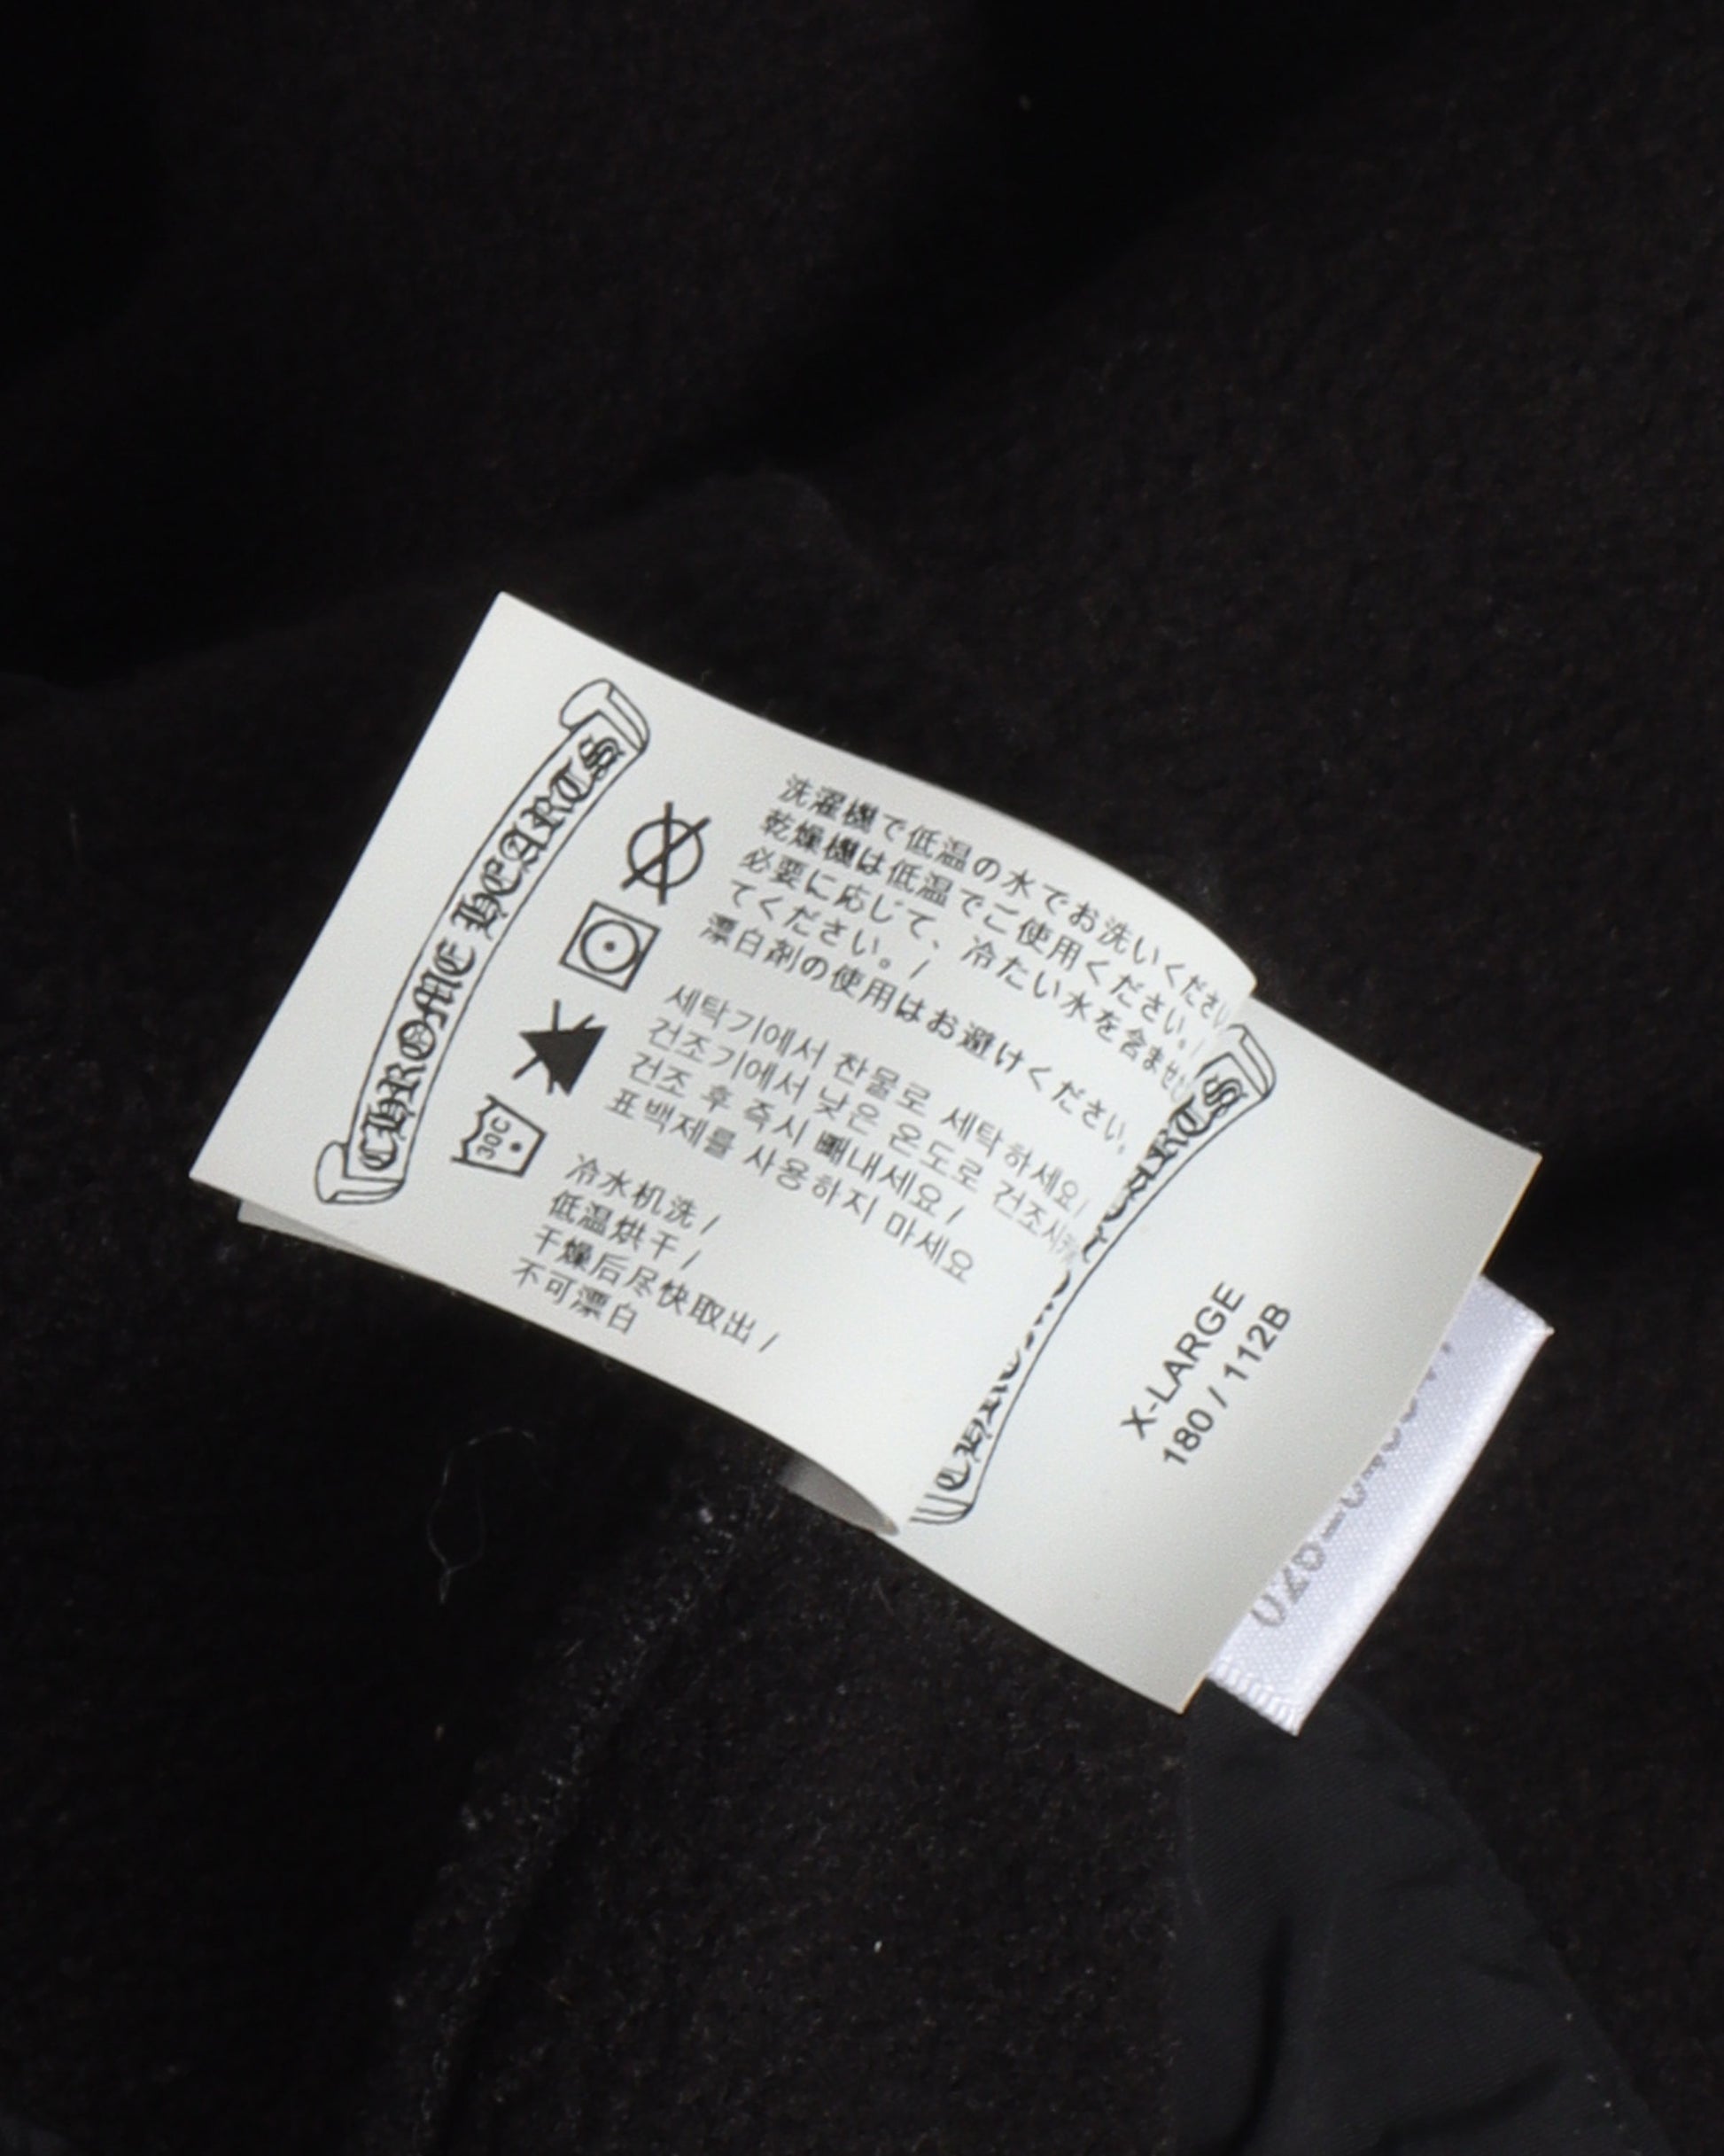 CHROME HEARTS
洗濯機で低温の水でお洗いください
乾燥機は低温でご使用ください。/
必要に応じて、冷たい水を含ませ
てください。/
漂白剤の使用はお避けください。
세탁기에서 찬물로 세탁하세요/
건조기에서 낮은 온도로 건조시켜
건조 후 즉시 빼내세요 /
표백제를 사용하지 마세요
冷水机洗 /
低温烘干 /
干燥后尽快取出 /
不可漂白
30C
X-LARGE
180 / 112B